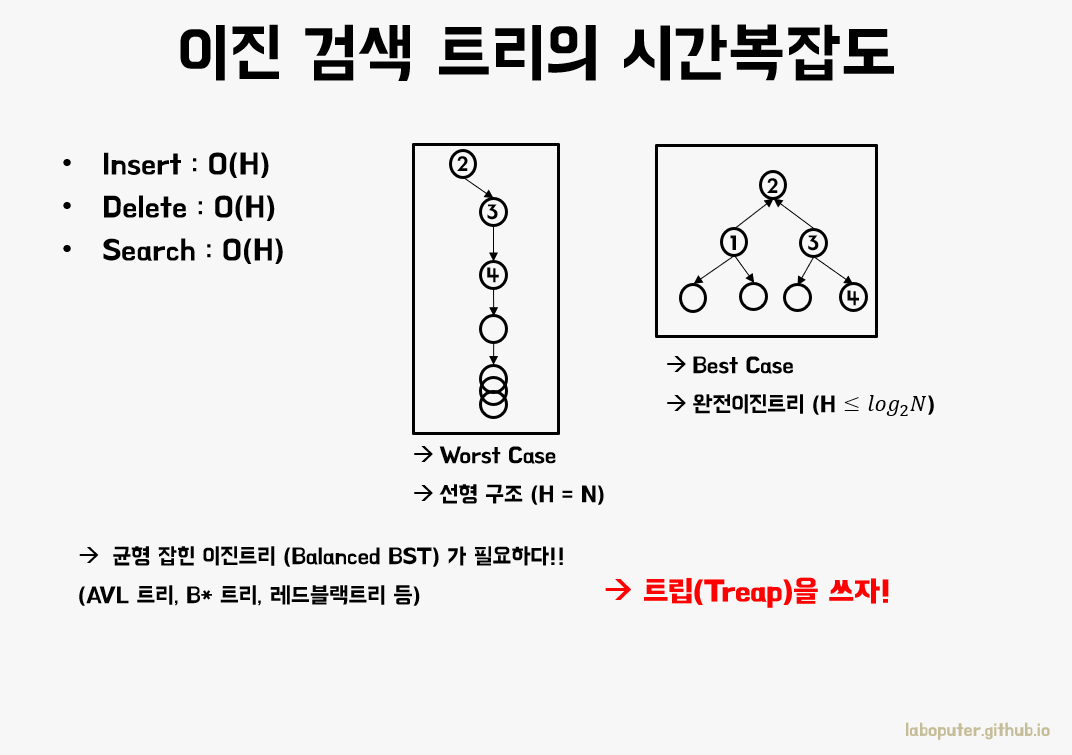 이진 검색 트리의 시간복잡도
• Insert : O(H)
• Delete : O(H)
• Search : O(H)
2
3
4
2
1
3
4
→ Worst Case
→ 선형 구조 (H = N)
→ Best Case
→ 완전이진트리 (H ≤ log₂N)
→ 균형 잡힌 이진트리 (Balanced BST) 가 필요하다!!
(AVL 트리, B* 트리, 레드블랙트리 등)
→ 트립(Treap)을 쓰자!
laboputer.github.io